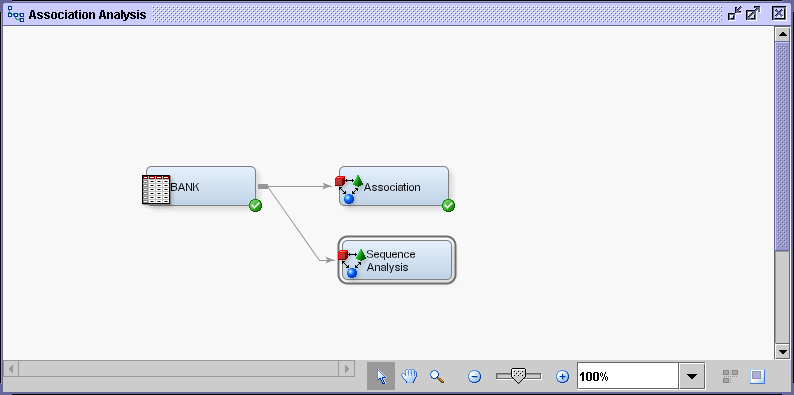 Association Analysis
BANK
Association
Sequence
Analysis
100%